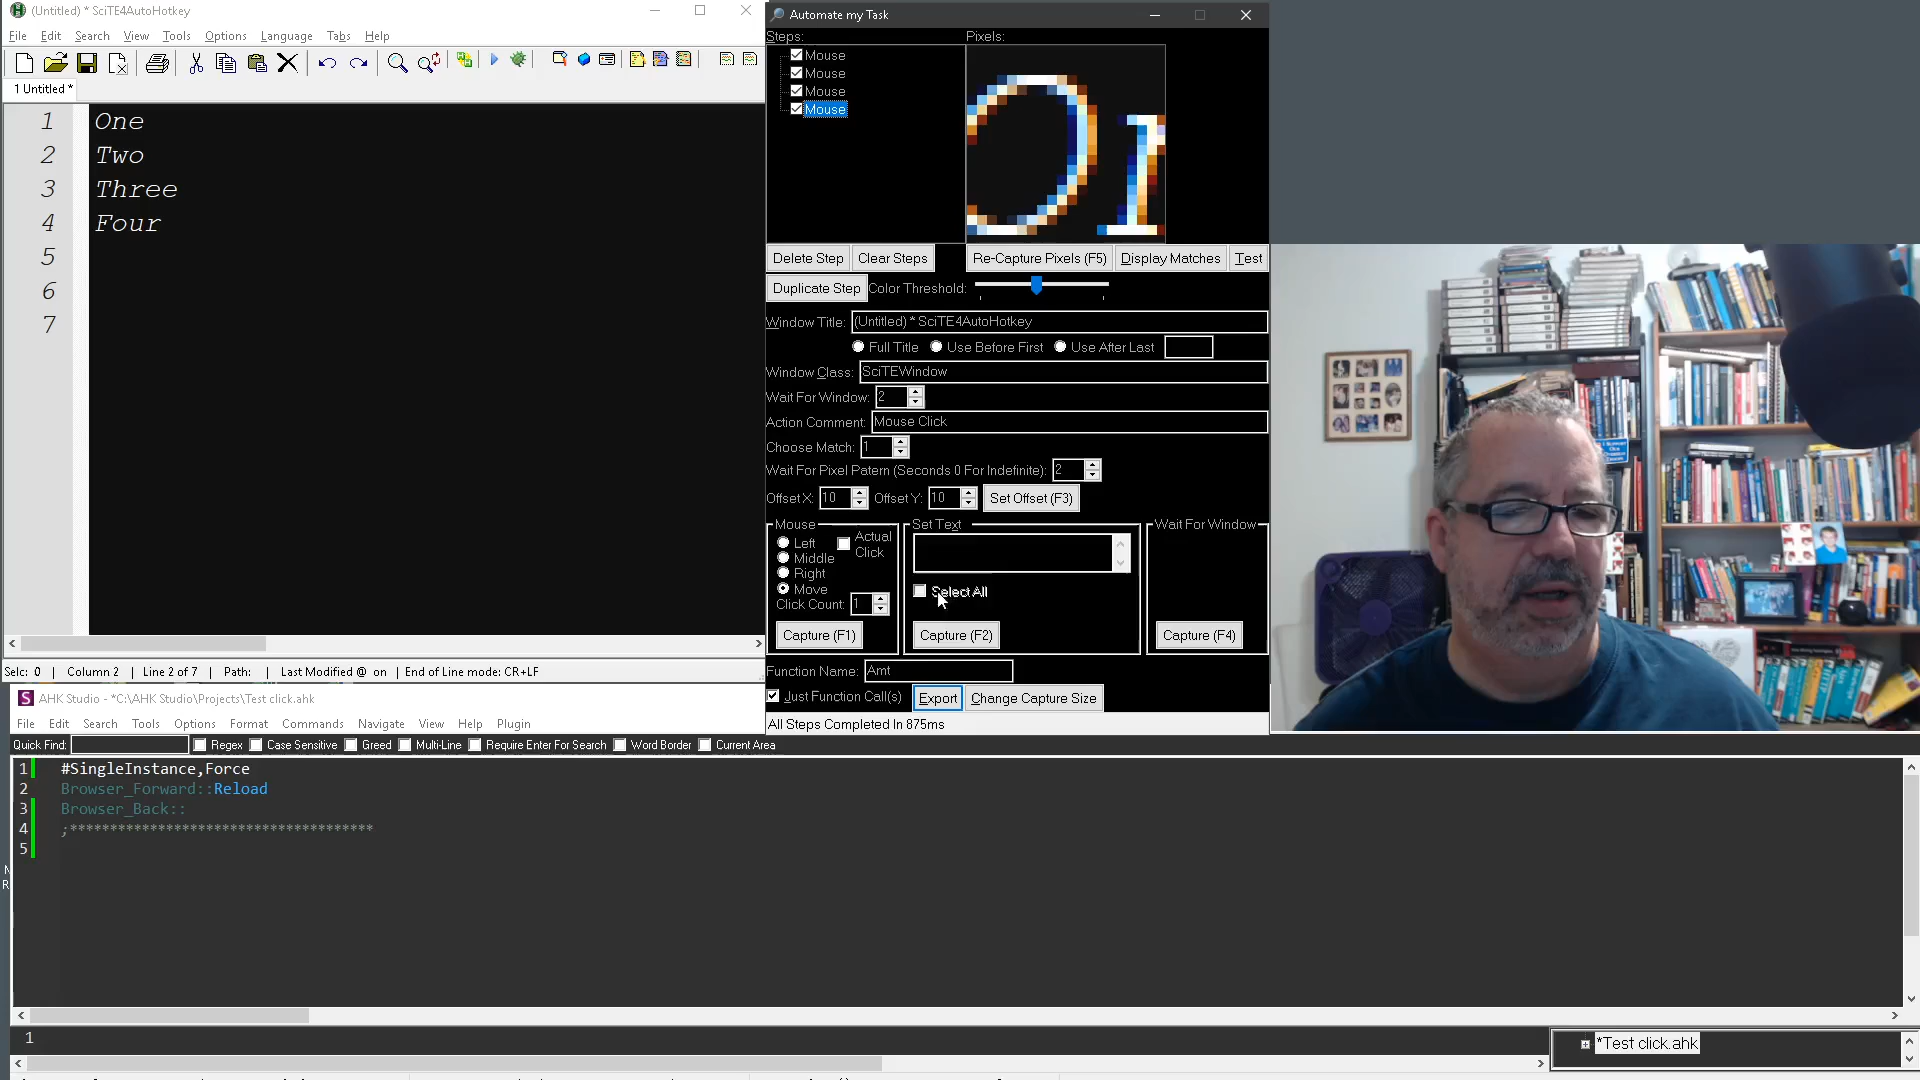 (Untitled) * SciTE4AutoHotkey
File Edit Search View Tools Options Language Tabs Help
1 Untitled *
1 One
2 Two
3 Three
4 Four
5
6
7
Selc: 0 | Column 2 | Line 2 of 7 | Path: | Last Modified @ on | End of Line mode: CR+LF
Automate my Task
Steps:
Mouse
Mouse
Mouse
Mouse
Pixels:
Delete Step Clear Steps Re-Capture Pixels (F5) Display Matches Test
Duplicate Step Color Threshold:
Window Title: (Untitled) * SciTE4AutoHotkey
Full Title Use Before First Use After Last
Window Class: SciTEWindow
Wait For Window: 2
Action Comment: Mouse Click
Choose Match: 1
Wait For Pixel Patern (Seconds 0 For Indefinite): 2
Offset X: 10 Offset Y: 10 Set Offset (F3)
Mouse
Left
Middle
Right
Move
Actual
Click
Click Count: 1
Capture (F1)
Set Text
Select All
Capture (F2)
Wait For Window
Capture (F4)
Function Name: Amt
Just Function Call(s) Export Change Capture Size
All Steps Completed In 875ms
AHK Studio - *C:\AHK Studio\Projects\Test click.ahk
File Edit Search Tools Options Format Commands Navigate View Help Plugin
Quick Find: Regex Case Sensitive Greed Multi-Line Require Enter For Search Word Border Current Area
1 #SingleInstance,Force
2 Browser_Forward::Reload
3 Browser_Back::
4 ;**************************************
5
1
*Test click.ahk